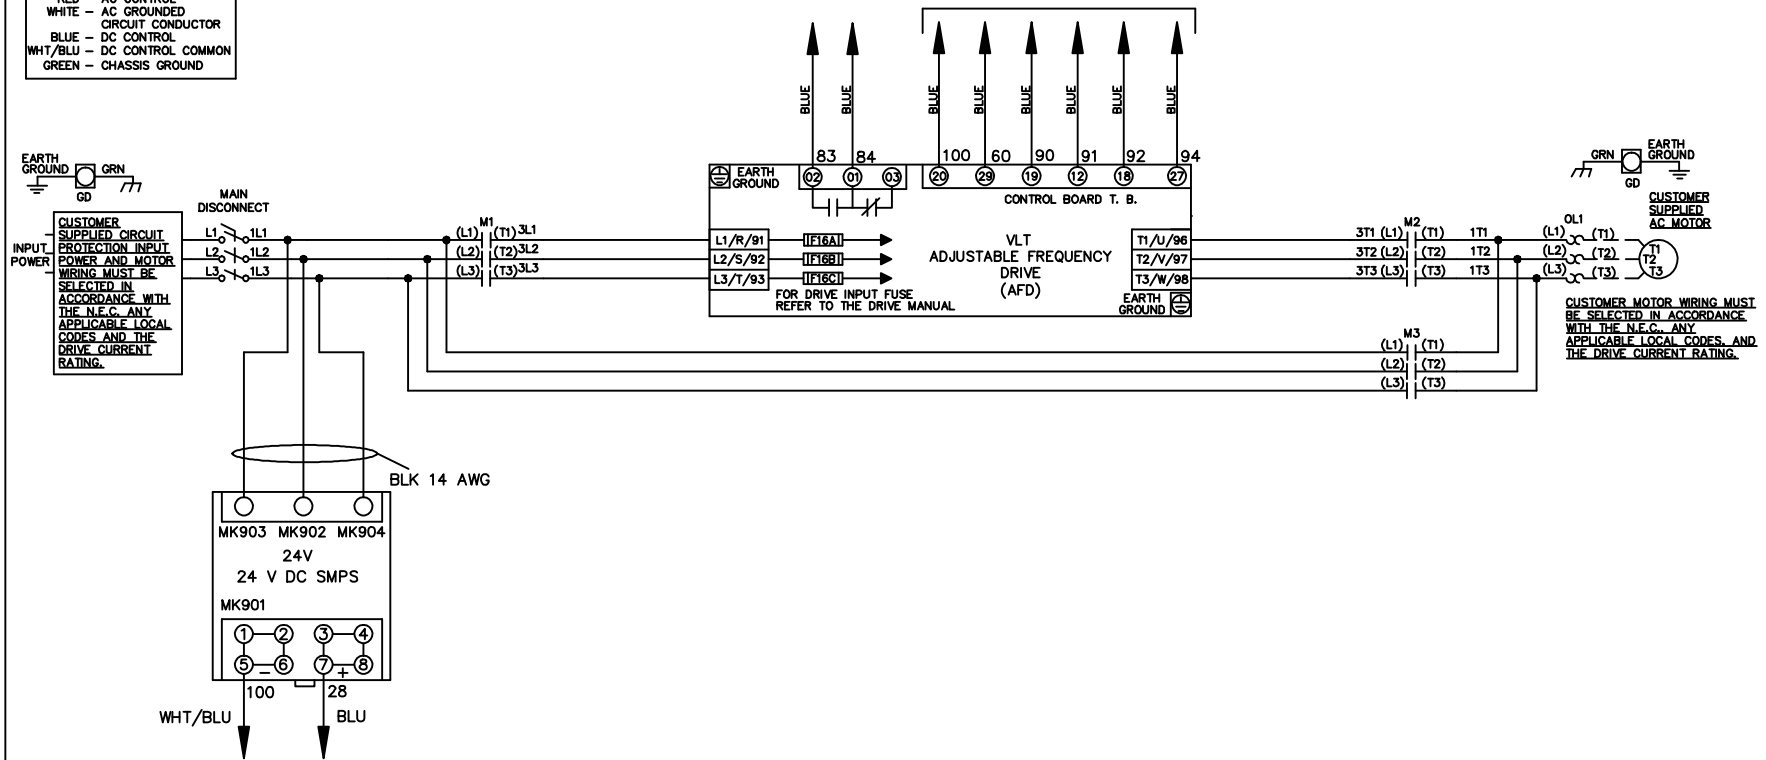 RED – AC CONTROL
WHITE – AC GROUNDED
CIRCUIT CONDUCTOR
BLUE – DC CONTROL
WHT/BLU – DC CONTROL COMMON
GREEN – CHASSIS GROUND
BLUE
BLUE
BLUE
BLUE
BLUE
BLUE
BLUE
BLUE
83 84 100 60 90 91 92 94
EARTH
GROUND
GRN
GD
MAIN
DISCONNECT
INPUT
POWER
CUSTOMER
SUPPLIED CIRCUIT
PROTECTION INPUT
POWER AND MOTOR
WIRING MUST BE
SELECTED IN
ACCORDANCE WITH
THE N.E.C. ANY
APPLICABLE LOCAL
CODES AND THE
DRIVE CURRENT
RATING.
L1 1L1
L2 1L2
L3 1L3
M1
(L1) (T1) 3L1
(L2) (T2) 3L2
(L3) (T3) 3L3
EARTH
GROUND
02 01 03
20 29 19 12 18 27
CONTROL BOARD T. B.
L1/R/91
L2/S/92
L3/T/93
F16A
F16B
F16C
FOR DRIVE INPUT FUSE
REFER TO THE DRIVE MANUAL
VLT
ADJUSTABLE FREQUENCY
DRIVE
(AFD)
T1/U/96
T2/V/97
T3/W/98
EARTH
GROUND
M2
3T1 (L1) (T1) 1T1
3T2 (L2) (T2) 1T2
3T3 (L3) (T3) 1T3
M3
(L1) (T1)
(L2) (T2)
(L3) (T3)
GRN
EARTH
GROUND
GD
CUSTOMER
SUPPLIED
AC MOTOR
OL1
(L1) (T1)
(L2) (T2)
(L3) (T3)
T1
T2
T3
CUSTOMER MOTOR WIRING MUST
BE SELECTED IN ACCORDANCE
WITH THE N.E.C., ANY
APPLICABLE LOCAL CODES, AND
THE DRIVE CURRENT RATING.
BLK 14 AWG
MK903 MK902 MK904
24V
24 V DC SMPS
MK901
1 2 3 4
5 – 6 7 + 8
100 28
WHT/BLU BLU